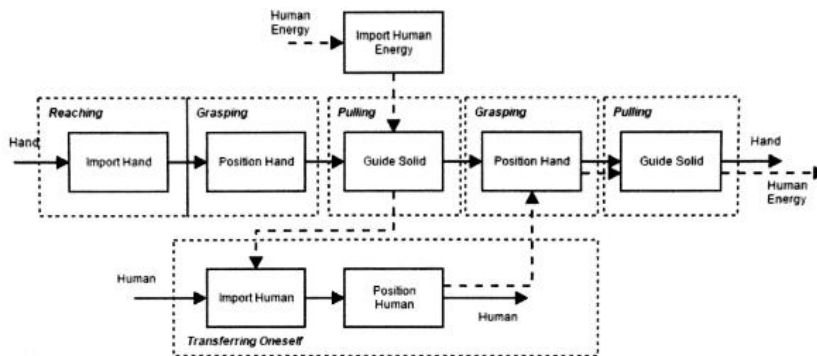 Human
Energy
Import Human
Energy
Reaching
Grasping
Pulling
Grasping
Pulling
Hand
Import Hand
Position Hand
Guide Solid
Position Hand
Guide Solid
Hand
Human
Energy
Human
Import Human
Position
Human
Human
Transferring Oneself